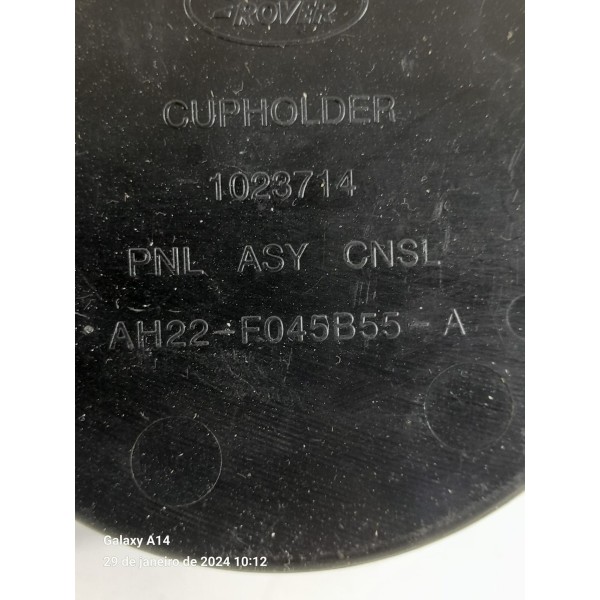 -ROVER
CUPHOLDER
1023714
PNL ASY CNSL
AH22-F045B55-A
Galaxy A14
29 de janeiro de 2024 10:12